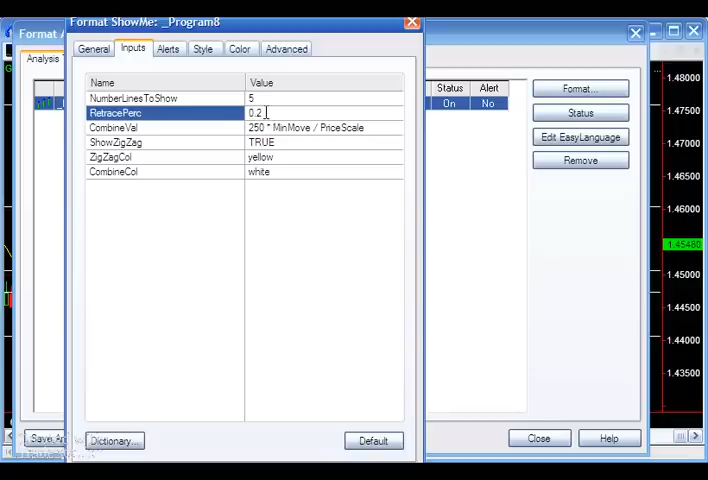 Format ShowMe: _Program8
Format A
General
Inputs
Alerts
Style
Color
Advanced
Analysis
Name
Value
Status
Alert
NumberLinesToShow
5
On
No
RetracePerc
0.2
CombineVal
250 * MinMove / PriceScale
ShowZigZag
TRUE
ZigZagCol
yellow
CombineCol
white
Format...
Status
Edit EasyLanguage
Remove
1.48000
1.47500
1.47000
1.46500
1.46000
1.45480
1.45000
1.44500
1.44000
1.43500
Save
Dictionary...
Default
Close
Help